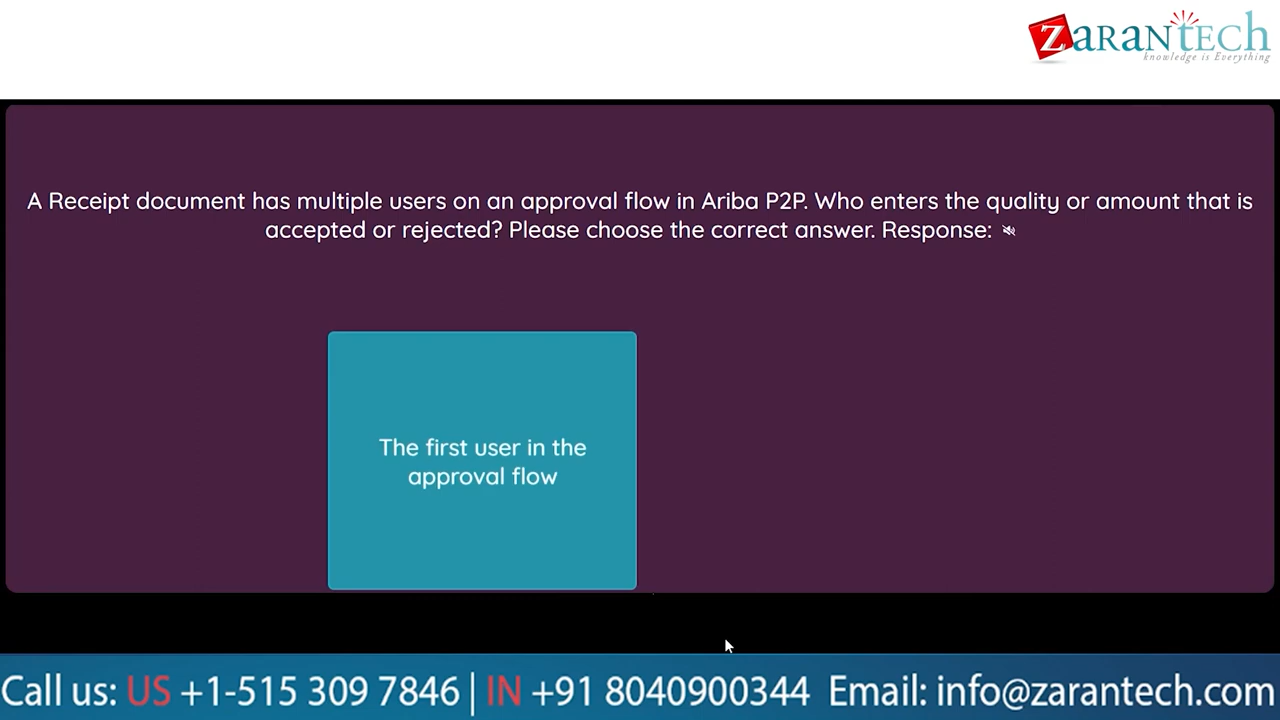 ZARANTECH
knowledge is Everything
A Receipt document has multiple users on an approval flow in Ariba P2P. Who enters the quality or amount that is
accepted or rejected? Please choose the correct answer. Response:
The first user in the
approval flow
Call us: US +1-515 309 7846 | IN +91 8040900344 Email: info@zarantech.com